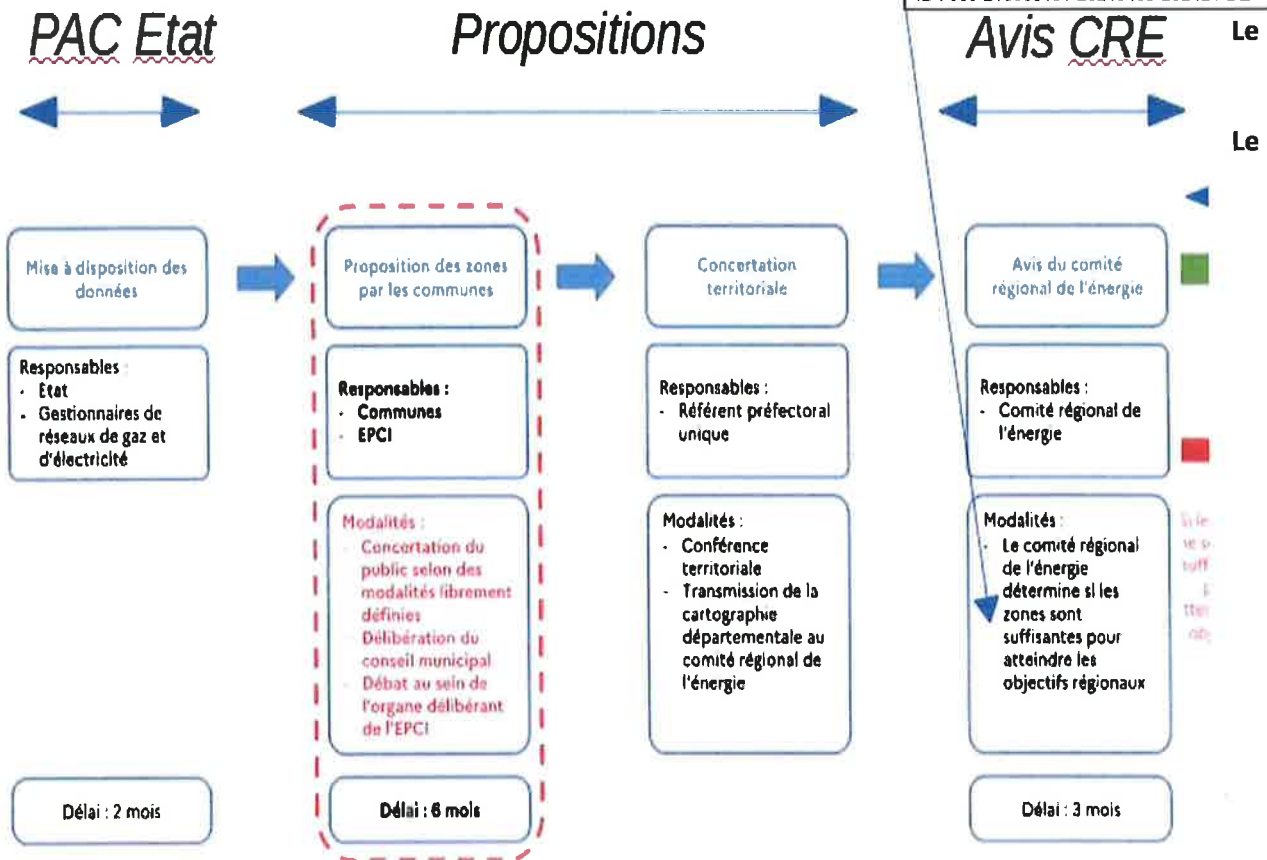 PAC Etat
Propositions
Avis CRE
Le
Le
Mise à disposition des
données
Proposition des zones
par les communes
Concertation
territoriale
Avis du comité
régional de l'énergie
Responsables :
- Etat
- Gestionnaires de
réseaux de gaz et
d'électricité
Responsables :
- Communes
- EPCI
Responsables :
- Référent préfectoral
unique
Responsables :
- Comité régional de
l'énergie
Modalités :
- Concertation du
public selon des
modalités librement
définies
- Délibération du
conseil municipal
- Débat au sein de
l'organe délibérant
de l'EPCI
Modalités :
- Conférence
territoriale
- Transmission de la
cartographie
départementale au
comité régional de
l'énergie
Modalités :
- Le comité régional
de l'énergie
détermine si les
zones sont
suffisantes pour
atteindre les
objectifs régionaux
Délai : 2 mois
Délai : 6 mois
Délai : 3 mois